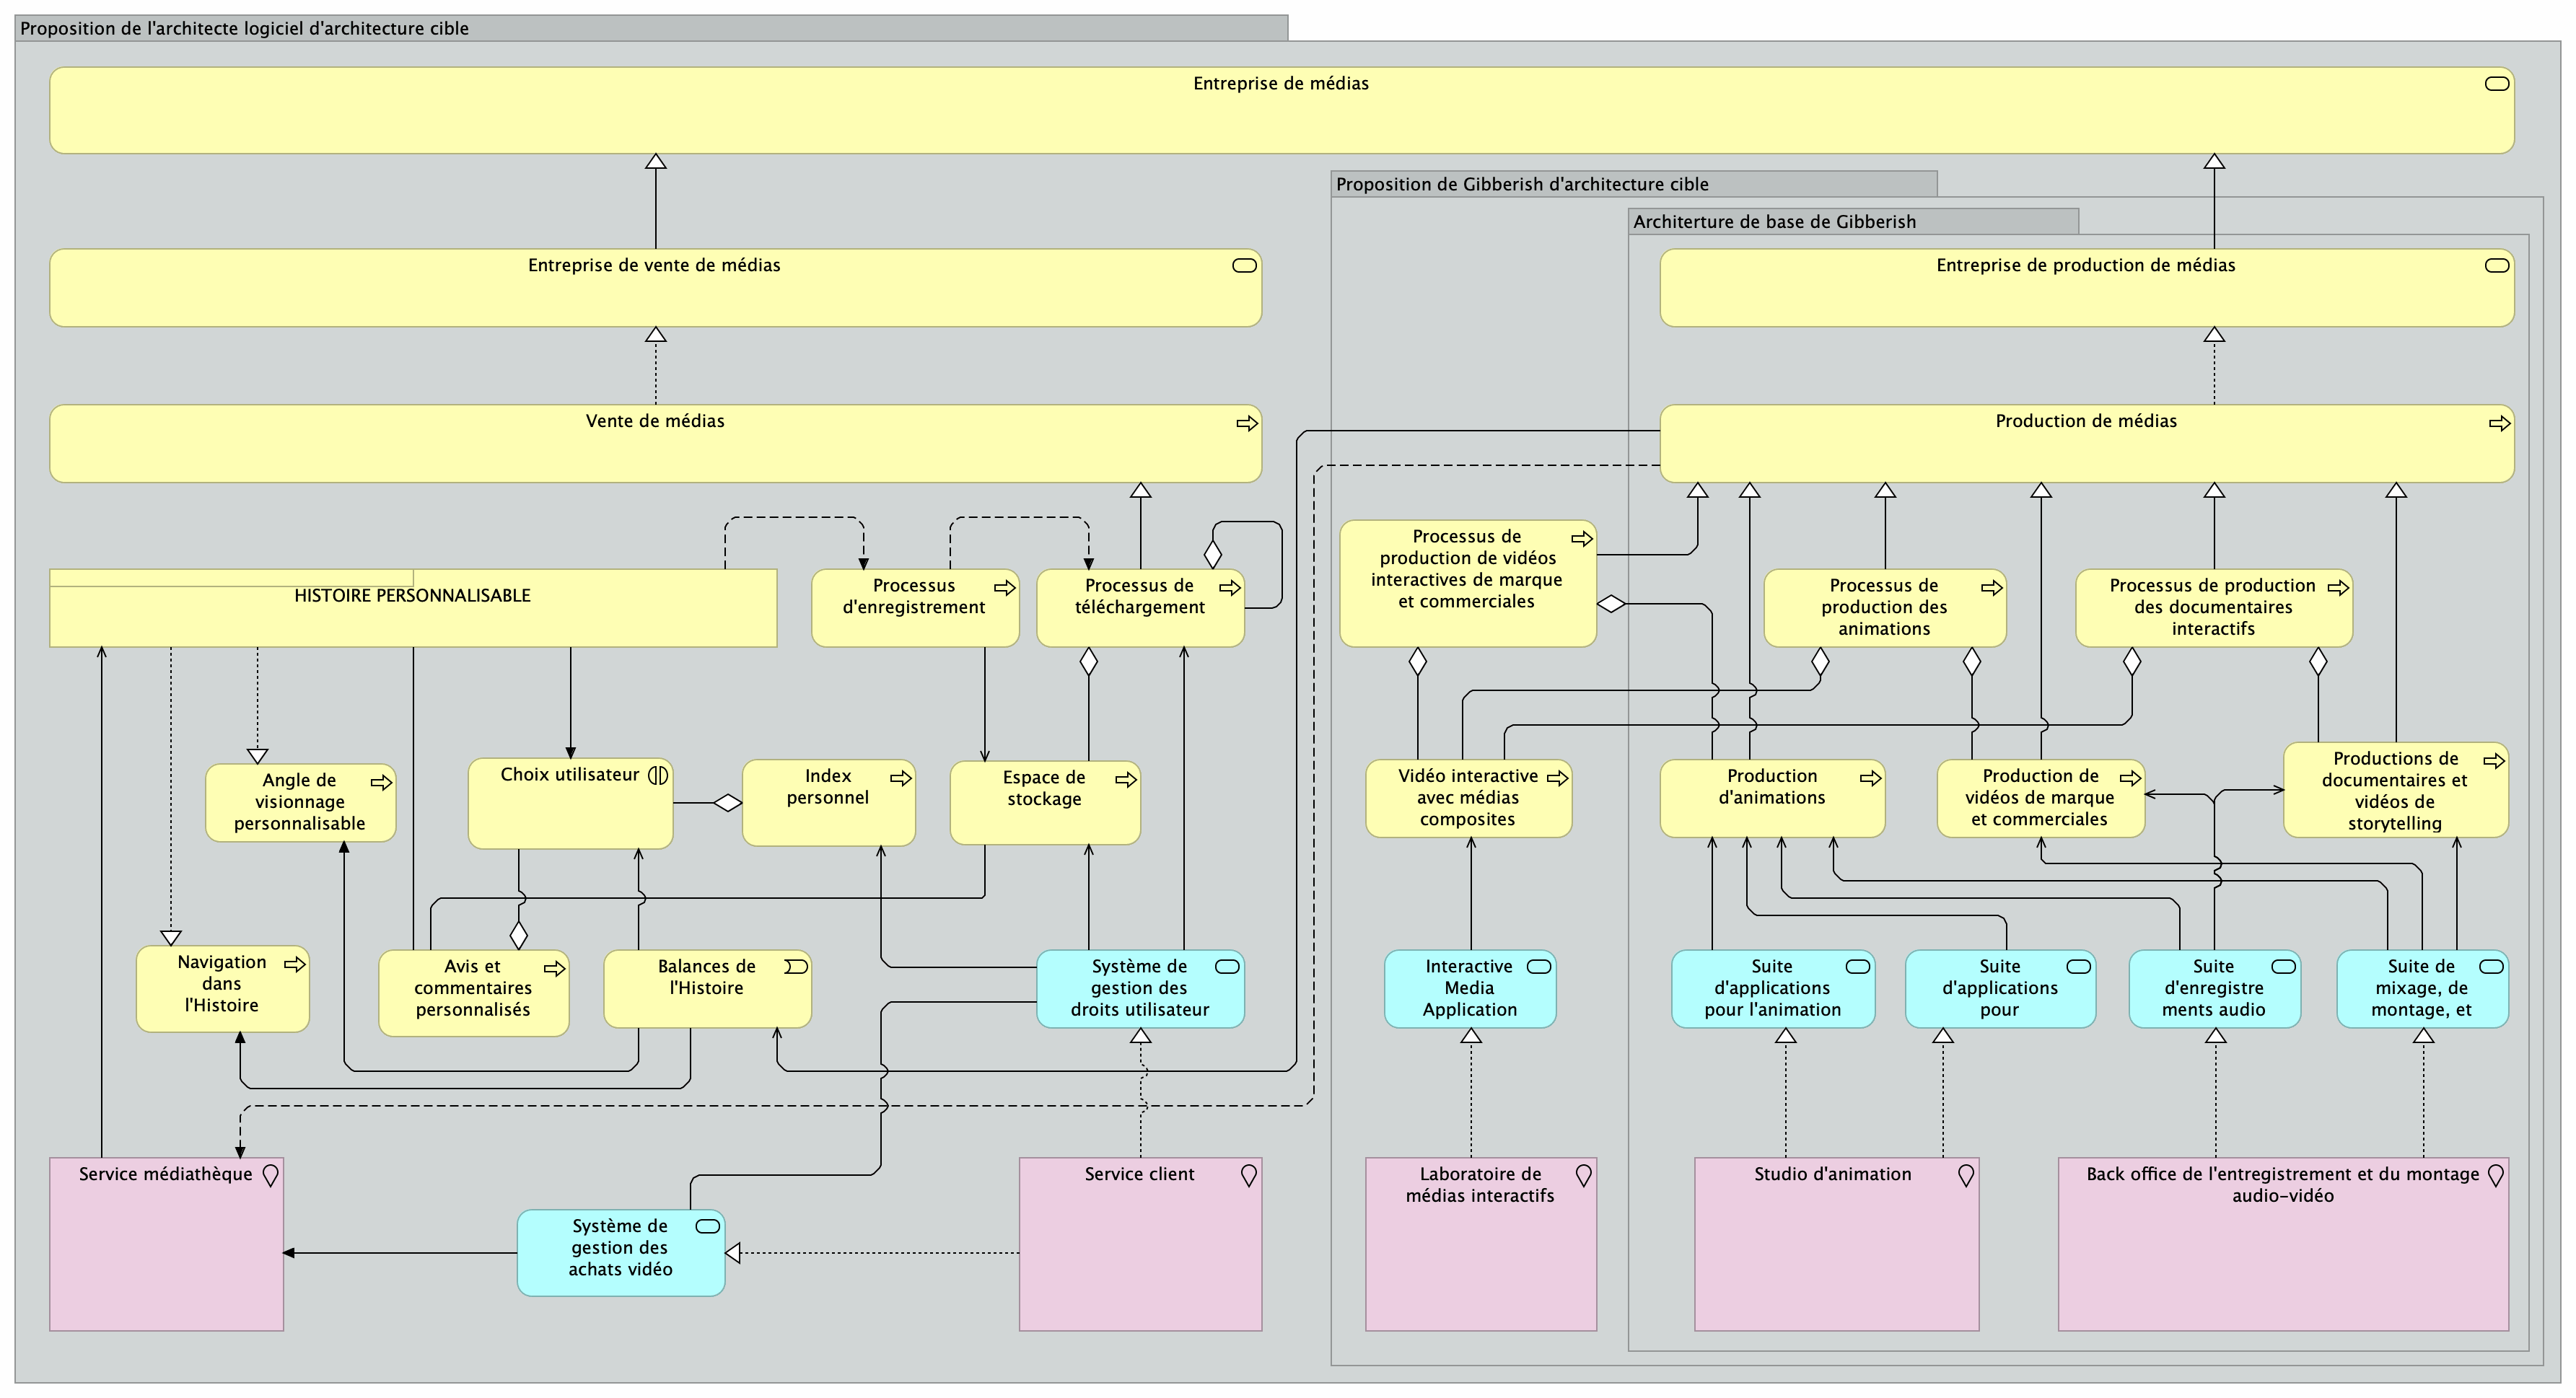 Proposition de l'architecte logiciel d'architecture cible
Entreprise de médias
Proposition de Gibberish d'architecture cible
Architerture de base de Gibberish
Entreprise de vente de médias
Entreprise de production de médias
Vente de médias
Production de médias
HISTOIRE PERSONNALISABLE
Processus
d'enregistrement
Processus de
téléchargement
Processus de
production de vidéos
interactives de marque
et commerciales
Processus de
production des
animations
Processus de production
des documentaires
interactifs
Angle de
visionnage
personnalisable
Choix utilisateur
Index
personnel
Espace de
stockage
Vidéo interactive
avec médias
composites
Production
d'animations
Production de
vidéos de marque
et commerciales
Productions de
documentaires et
vidéos de
storytelling
Navigation
dans
l'Histoire
Avis et
commentaires
personnalisés
Balances de
l'Histoire
Système de
gestion des
droits utilisateur
Interactive
Media
Application
Suite
d'applications
pour l'animation
Suite
d'applications
pour
Suite
d'enregistre
ments audio
Suite de
mixage, de
montage, et
Service médiathèque
Système de
gestion des
achats vidéo
Service client
Laboratoire de
médias interactifs
Studio d'animation
Back office de l'entregistrement et du montage
audio-vidéo